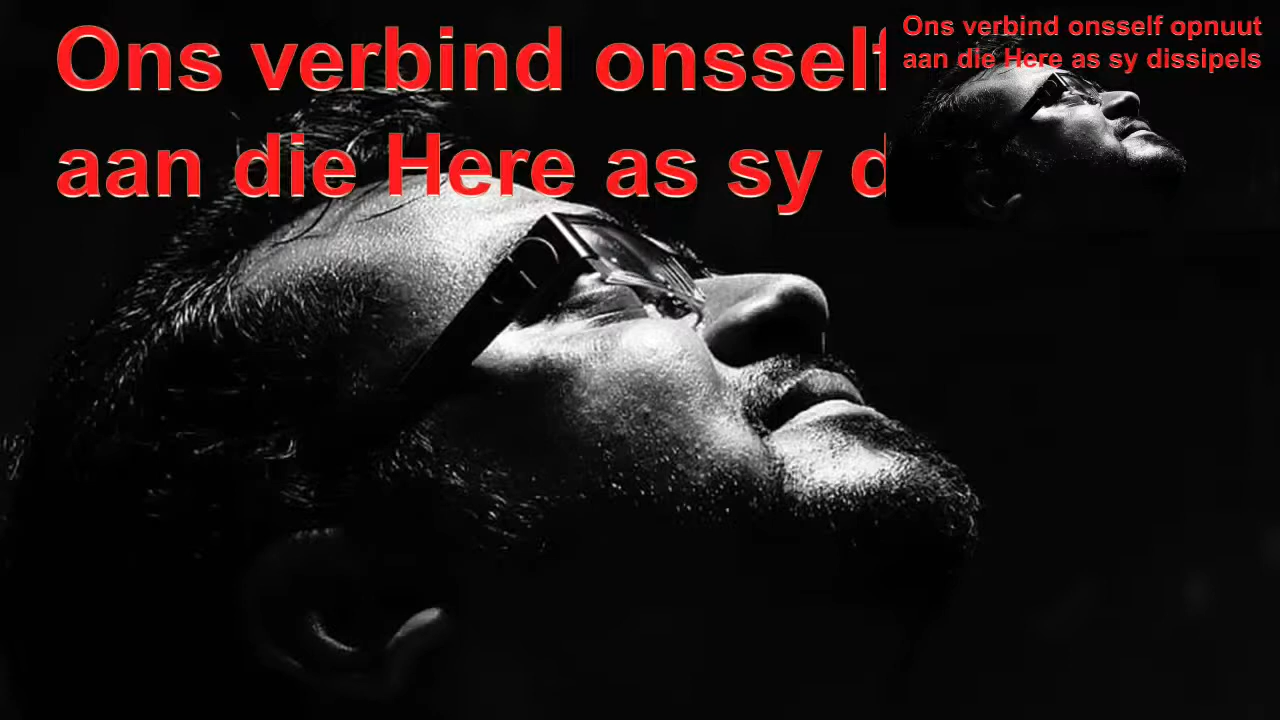 Ons verbind onsself
aan die Here as sy d
Ons verbind onsself opnuut
aan die Here as sy dissipels